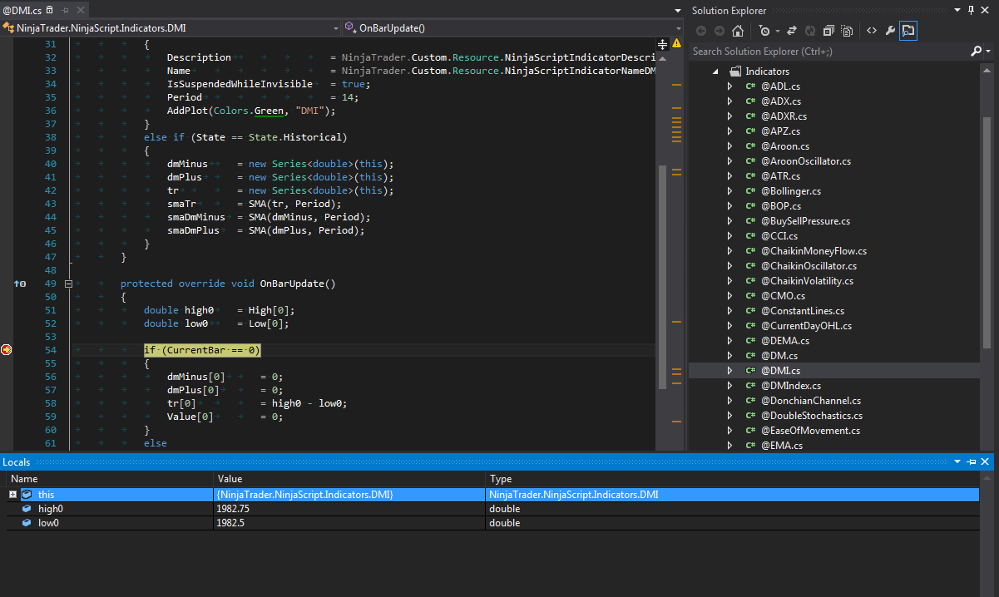 @DMI.cs
NinjaTrader.NinjaScript.Indicators.DMI
OnBarUpdate()
31 {
32 Description = NinjaTrader.Custom.Resource.NinjaScriptIndicatorDescri
33 Name = NinjaTrader.Custom.Resource.NinjaScriptIndicatorNameDM
34 IsSuspendedWhileInvisible = true;
35 Period = 14;
36 AddPlot(Colors.Green, "DMI");
37 }
38 else if (State == State.Historical)
39 {
40 dmMinus = new Series<double>(this);
41 dmPlus = new Series<double>(this);
42 tr = new Series<double>(this);
43 smaTr = SMA(tr, Period);
44 smaDmMinus = SMA(dmMinus, Period);
45 smaDmPlus = SMA(dmPlus, Period);
46 }
47 }
48
49 protected override void OnBarUpdate()
50 {
51 double high0 = High[0];
52 double low0 = Low[0];
53
54 if (CurrentBar == 0)
55 {
56 dmMinus[0] = 0;
57 dmPlus[0] = 0;
58 tr[0] = high0 - low0;
59 Value[0] = 0;
60 }
61 else
Solution Explorer
Search Solution Explorer (Ctrl+;)
Indicators
C# @ADL.cs
C# @ADX.cs
C# @ADXR.cs
C# @APZ.cs
C# @Aroon.cs
C# @AroonOscillator.cs
C# @ATR.cs
C# @Bollinger.cs
C# @BOP.cs
C# @BuySellPressure.cs
C# @CCI.cs
C# @ChaikinMoneyFlow.cs
C# @ChaikinOscillator.cs
C# @ChaikinVolatility.cs
C# @CMO.cs
C# @ConstantLines.cs
C# @CurrentDayOHL.cs
C# @DEMA.cs
C# @DM.cs
C# @DMI.cs
C# @DMIndex.cs
C# @DonchianChannel.cs
C# @DoubleStochastics.cs
C# @EaseOfMovement.cs
C# @EMA.cs
Locals
Name Value Type
this {NinjaTrader.NinjaScript.Indicators.DMI} NinjaTrader.NinjaScript.Indicators.DMI
high0 1982.75 double
low0 1982.5 double